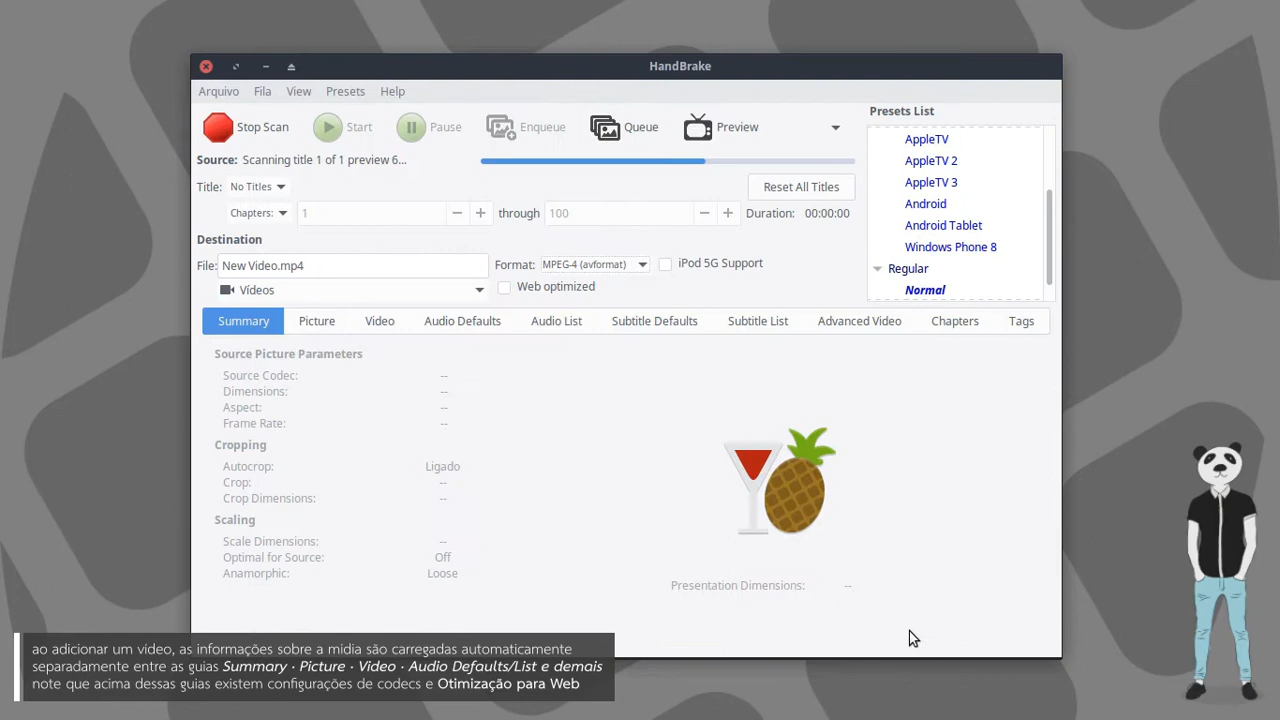 HandBrake
Arquivo Fila View Presets Help
Stop Scan Start Pause Enqueue Queue Preview
Source: Scanning title 1 of 1 preview 6...
Title: No Titles Reset All Titles
Chapters: 1 through 100 Duration: 00:00:00
Destination
File: New Video.mp4 Format: MPEG-4 (avformat) iPod 5G Support
Vídeos Web optimized
Presets List
AppleTV
AppleTV 2
AppleTV 3
Android
Android Tablet
Windows Phone 8
Regular
Normal
Summary Picture Video Audio Defaults Audio List Subtitle Defaults Subtitle List Advanced Video Chapters Tags
Source Picture Parameters
Source Codec: --
Dimensions: --
Aspect: --
Frame Rate: --
Cropping
Autocrop: Ligado
Crop: --
Crop Dimensions: --
Scaling
Scale Dimensions: --
Optimal for Source: Off
Anamorphic: Loose
Presentation Dimensions: --
ao adicionar um vídeo, as informações sobre a mídia são carregadas automaticamente
separadamente entre as guias Summary · Picture · Video · Audio Defaults/List e demais
note que acima dessas guias existem configurações de codecs e Otimização para Web